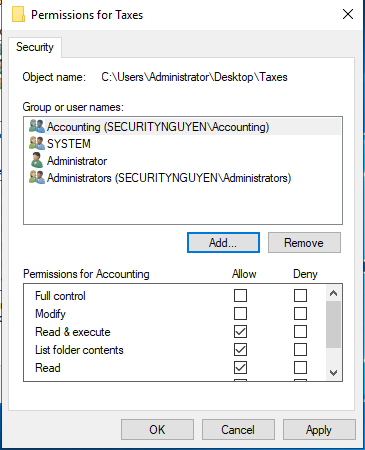 Permissions for Taxes
Security
Object name: C:\Users\Administrator\Desktop\Taxes
Group or user names:
Accounting (SECURITYNGUYEN\Accounting)
SYSTEM
Administrator
Administrators (SECURITYNGUYEN\Administrators)
Add... Remove
Permissions for Accounting Allow Deny
Full control
Modify
Read & execute
List folder contents
Read
OK Cancel Apply